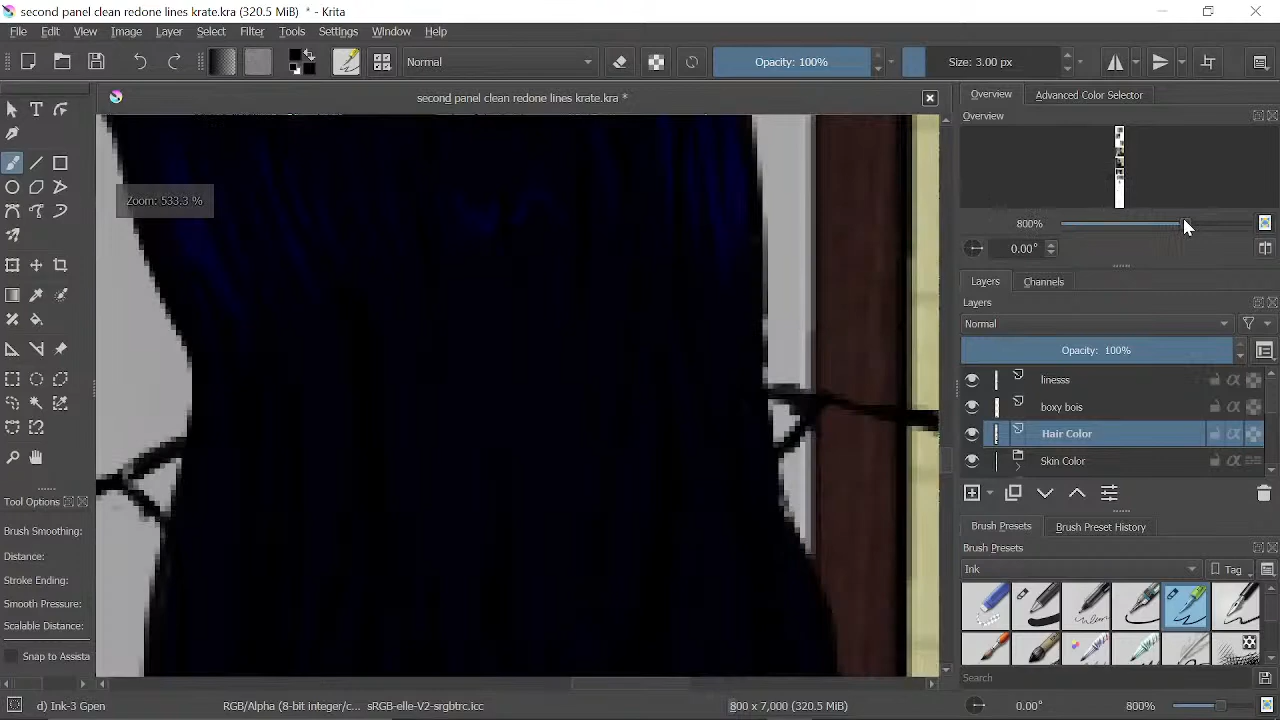 second panel clean redone lines krate.kra (320.5 MiB) * - Krita
File Edit View Image Layer Filter Tools Settings Window Help
Normal Opacity: 100% Size: 3.00 px
second panel clean redone lines krate.kra *
Overview Advanced Color Selector
Overview
Zoom: 533.3 %
800%
0.00°
Layers Channels
Layers
Normal
Opacity: 100%
linesss
boxy bois
Hair Color
Skin Color
Tool Options
Brush Presets Brush Preset History
Brush Smoothing:
Brush Presets
Distance:
Ink Tag
Stroke Ending:
Smooth Pressure:
Scalable Distance:
Snap to Assista
Search
d) Ink-3 Gpen RGB/Alpha (8-bit integer/c... sRGB-elle-V2-srgbtrc.icc 800 x 7,000 (320.5 MiB) 0.00° 800%